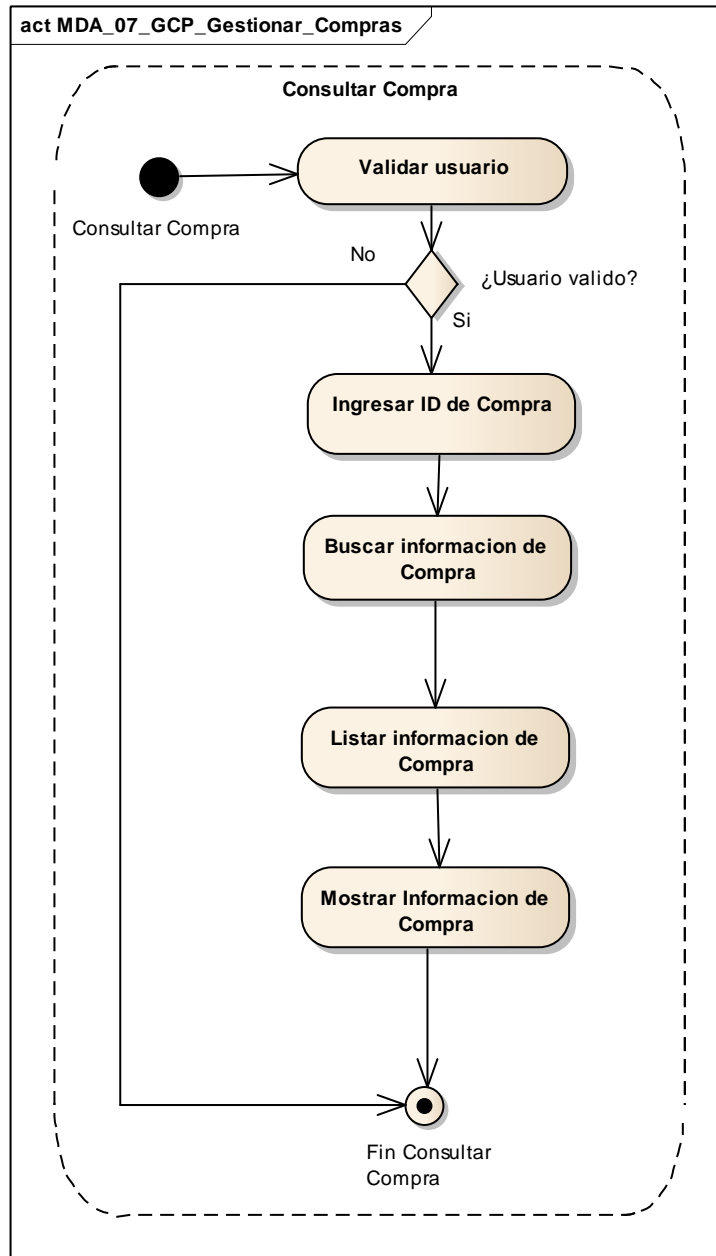 act MDA_07_GCP_Gestionar_Compras
Consultar Compra
Validar usuario
Consultar Compra
No
¿Usuario valido?
Si
Ingresar ID de Compra
Buscar informacion de
Compra
Listar informacion de
Compra
Mostrar Informacion de
Compra
Fin Consultar
Compra